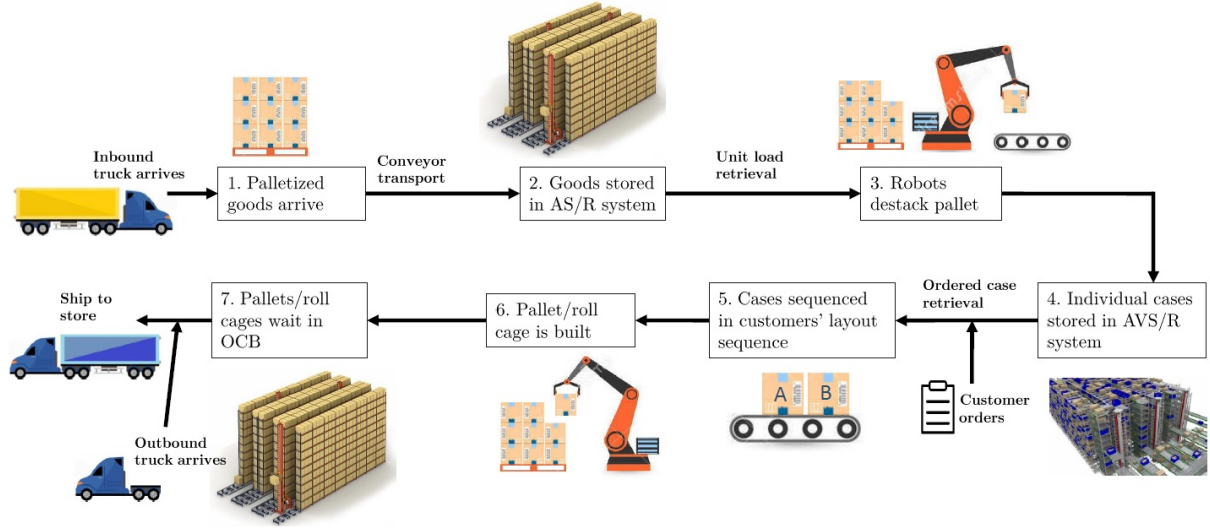 Inbound
truck arrives
1. Palletized
goods arrive
Conveyor
transport
2. Goods stored
in AS/R system
Unit load
retrieval
3. Robots
destack pallet
4. Individual cases
stored in AVS/R
system
Ordered case
retrieval
Customer
orders
5. Cases sequenced
in customers' layout
sequence
A B
6. Pallet/roll
cage is built
7. Pallets/roll
cages wait in
OCB
Ship to
store
Outbound
truck arrives